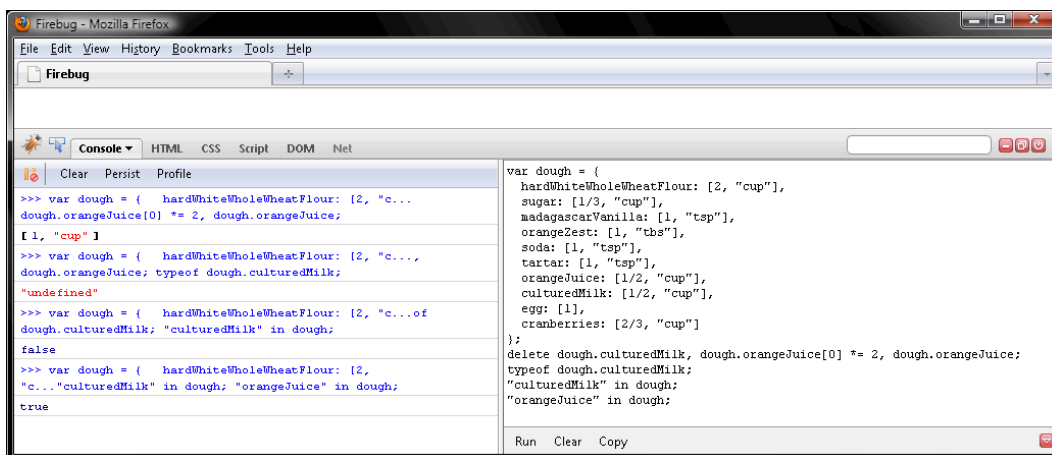 Firebug - Mozilla Firefox
File Edit View History Bookmarks Tools Help
Firebug
Console HTML CSS Script DOM Net
Clear Persist Profile
>>> var dough = { hardWhiteWholeWheatFlour: [2, "c...
dough.orangeJuice[0] *= 2, dough.orangeJuice;
[ 1, "cup" ]
>>> var dough = { hardWhiteWholeWheatFlour: [2, "c...,
dough.orangeJuice; typeof dough.culturedMilk;
"undefined"
>>> var dough = { hardWhiteWholeWheatFlour: [2, "c...of
dough.culturedMilk; "culturedMilk" in dough;
false
>>> var dough = { hardWhiteWholeWheatFlour: [2,
"c..."culturedMilk" in dough; "orangeJuice" in dough;
true
var dough = {
hardWhiteWholeWheatFlour: [2, "cup"],
sugar: [1/3, "cup"],
madagascarVanilla: [1, "tsp"],
orangeZest: [1, "tbs"],
soda: [1, "tsp"],
tartar: [1, "tsp"],
orangeJuice: [1/2, "cup"],
culturedMilk: [1/2, "cup"],
egg: [1],
cranberries: [2/3, "cup"]
};
delete dough.culturedMilk, dough.orangeJuice[0] *= 2, dough.orangeJuice;
typeof dough.culturedMilk;
"culturedMilk" in dough;
"orangeJuice" in dough;
Run Clear Copy